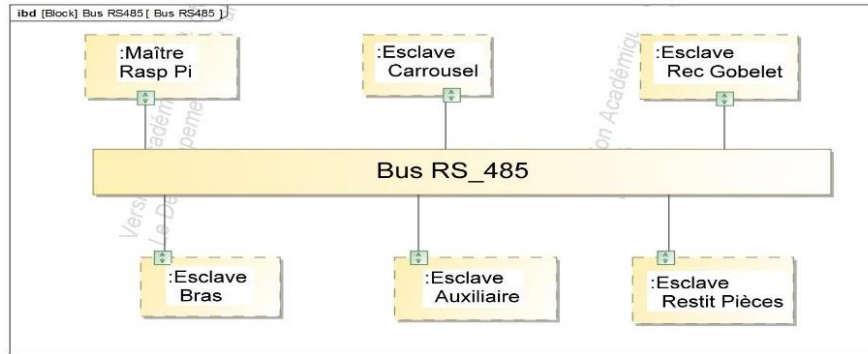 ibd [Block] Bus RS485 [ Bus RS485 ]
:Maître
Rasp Pi
:Esclave
Carrousel
:Esclave
Rec Gobelet
Bus RS_485
:Esclave
Bras
:Esclave
Auxiliaire
:Esclave
Restit Pièces